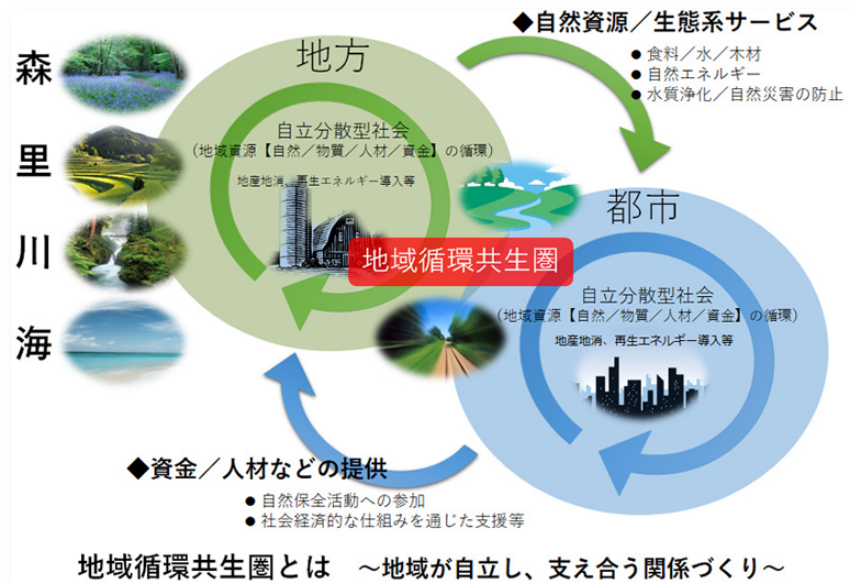 ◆自然資源／生態系サービス
● 食料／水／木材
● 自然エネルギー
● 水質浄化／自然災害の防止
森
里
川
海
地方
自立分散型社会
（地域資源【自然／物質／人材／資金】の循環）
地産地消、再生エネルギー導入等
地域循環共生圏
都市
自立分散型社会
（地域資源【自然／物質／人材／資金】の循環）
地産地消、再生エネルギー導入等
◆資金／人材などの提供
● 自然保全活動への参加
● 社会経済的な仕組みを通じた支援等
地域循環共生圏とは　～地域が自立し、支え合う関係づくり～